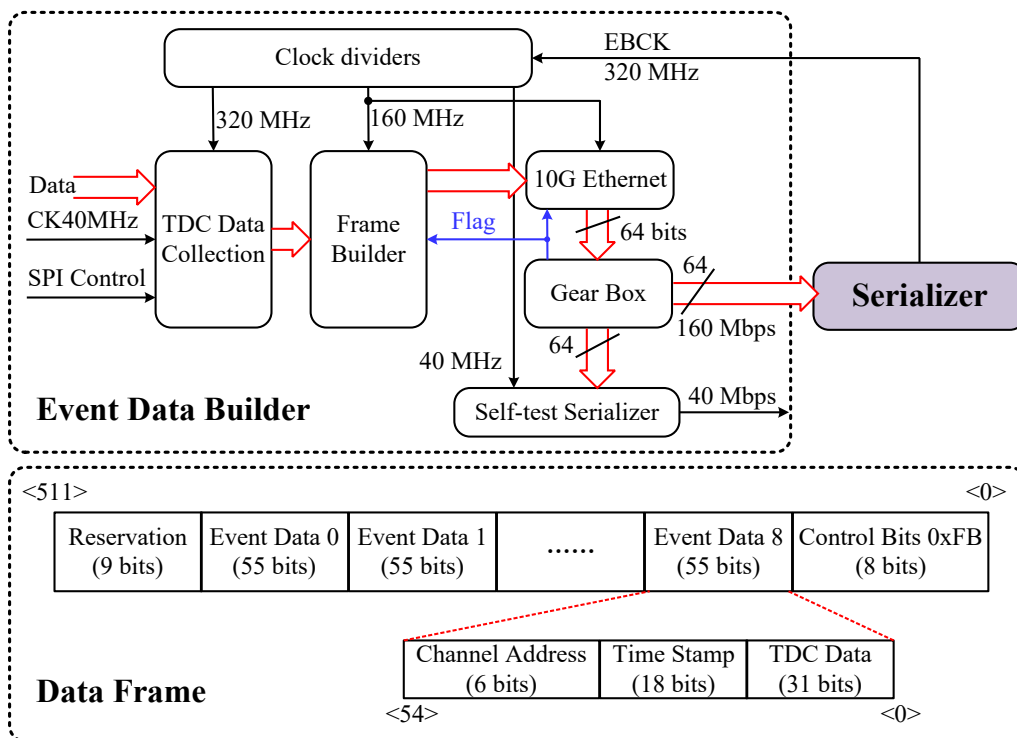 EBCK
320 MHz
Clock dividers
320 MHz
160 MHz
Data
CK40MHz
SPI Control
TDC Data
Collection
Frame
Builder
10G Ethernet
Flag
64 bits
Gear Box
64
160 Mbps
Serializer
64
40 MHz
Self-test Serializer
40 Mbps
Event Data Builder
<511>
<0>
Reservation
(9 bits)
Event Data 0
(55 bits)
Event Data 1
(55 bits)
......
Event Data 8
(55 bits)
Control Bits 0xFB
(8 bits)
Channel Address
(6 bits)
Time Stamp
(18 bits)
TDC Data
(31 bits)
<54>
<0>
Data Frame